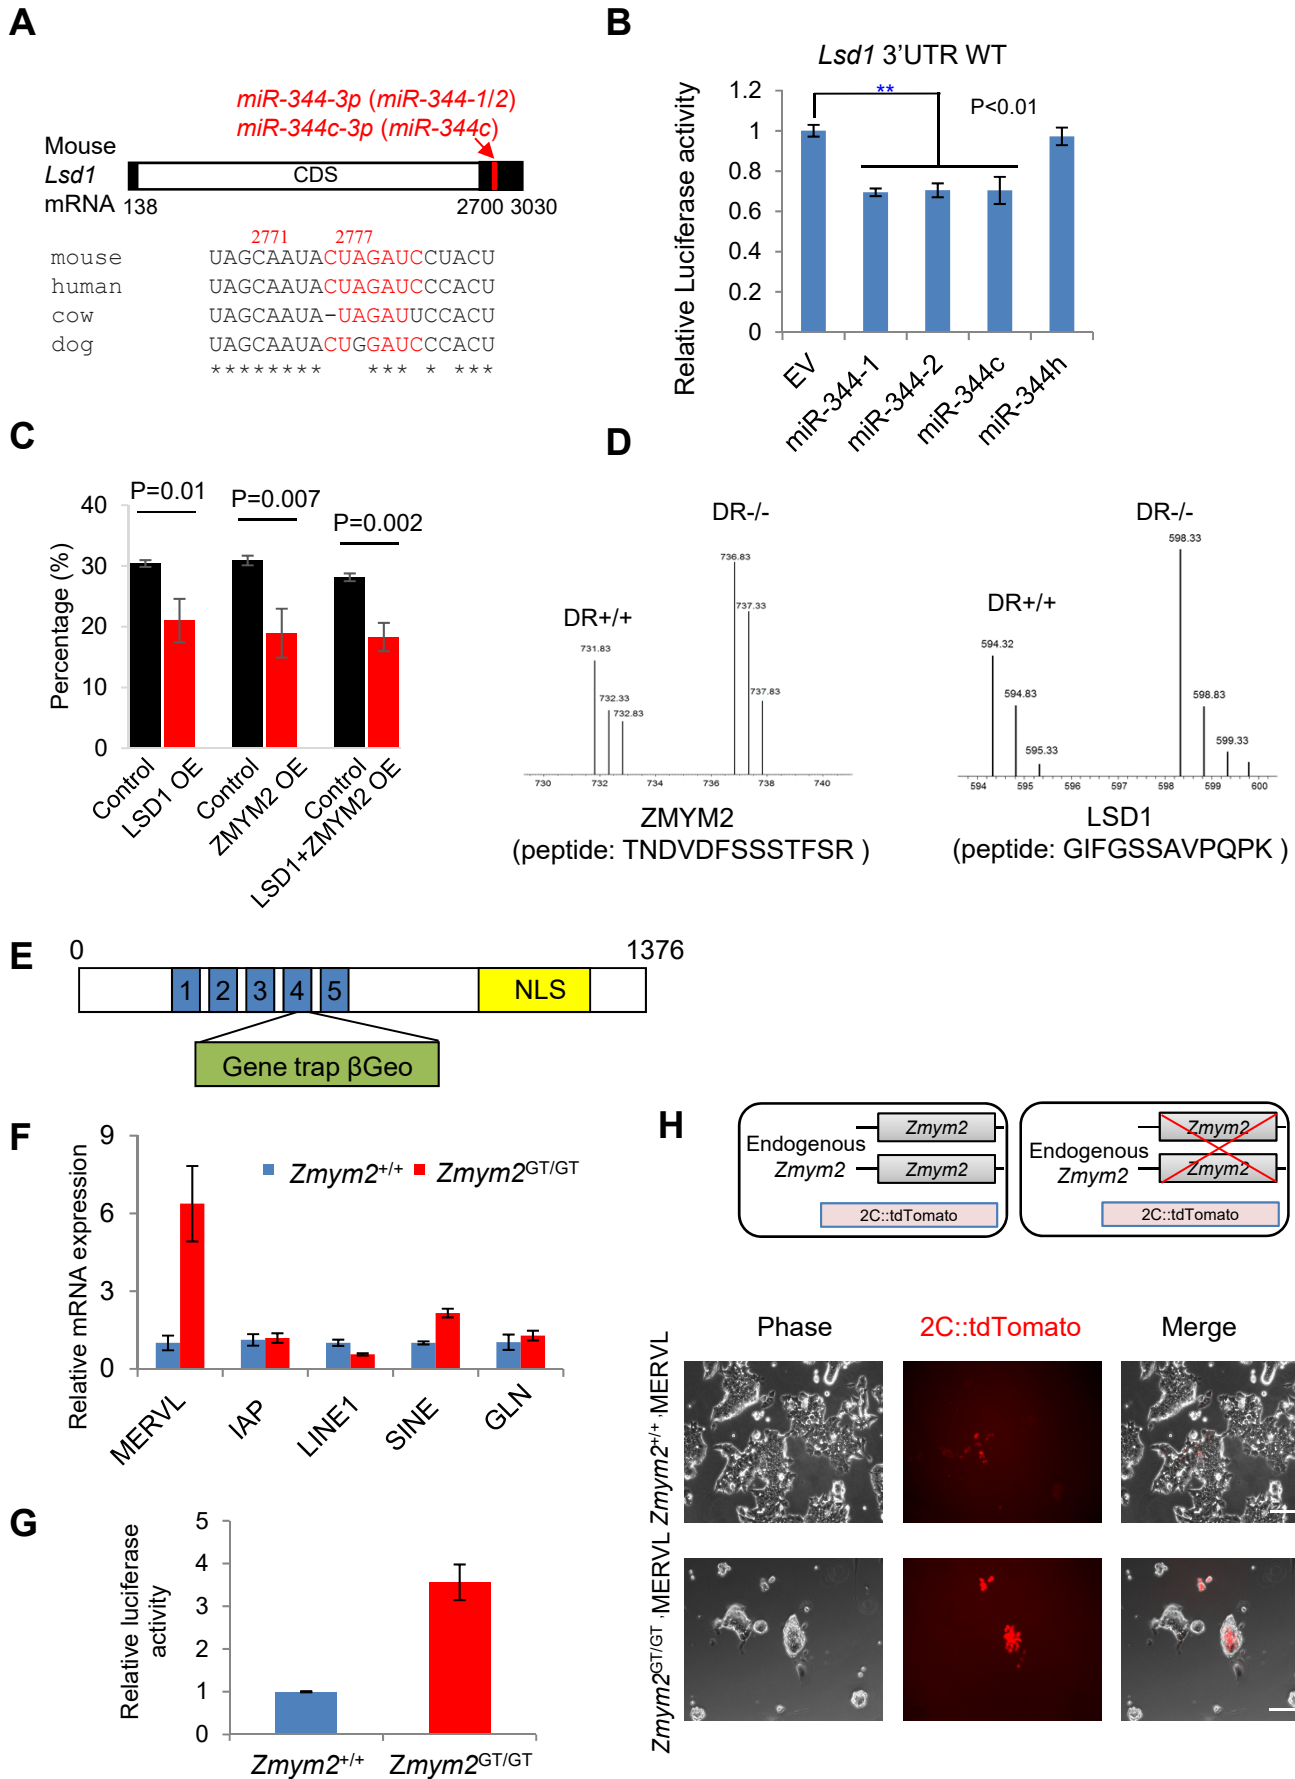 A
miR-344-3p (miR-344-1/2)
miR-344c-3p (miR-344c)
Mouse
Lsd1
mRNA
CDS
138
2700 3030
2771 2777
mouse UAGCAAUACUAGAUCCUACU
human UAGCAAUACUAGAUCCCACU
cow UAGCAAUA-UAGAUUCCACU
dog UAGCAAUACUGGAUCCCACU
******** *** * ***
B
Lsd1 3'UTR WT
Relative Luciferase activity
1.2
1
0.8
0.6
0.4
0.2
0
**
P<0.01
EV
miR-344-1
miR-344-2
miR-344c
miR-344h
C
Percentage (%)
40
30
20
10
0
P=0.01
P=0.007
P=0.002
Control
LSD1 OE
Control
ZMYM2 OE
Control
LSD1+ZMYM2 OE
D
DR+/+
DR-/-
731.83
732.33
732.83
736.83
737.33
737.83
730 732 734 736 738 740
ZMYM2
(peptide: TNDVDFSSSTFSR )
DR+/+
DR-/-
594.32
594.83
595.33
598.33
598.83
599.33
594 595 596 597 598 599 600
LSD1
(peptide: GIFGSSAVPQPK )
E
0 1376
1 2 3 4 5 NLS
Gene trap βGeo
F
Relative mRNA expression
9
6
3
0
Zmym2+/+ Zmym2GT/GT
MERVL
IAP
LINE1
SINE
GLN
G
Relative luciferase
activity
5
4
3
2
1
0
Zmym2+/+ Zmym2GT/GT
H
Endogenous
Zmym2
Zmym2
Zmym2
2C::tdTomato
Endogenous
Zmym2
Zmym2
Zmym2
2C::tdTomato
Phase 2C::tdTomato Merge
Zmym2+/+,MERVL
Zmym2GT/GT,MERVL